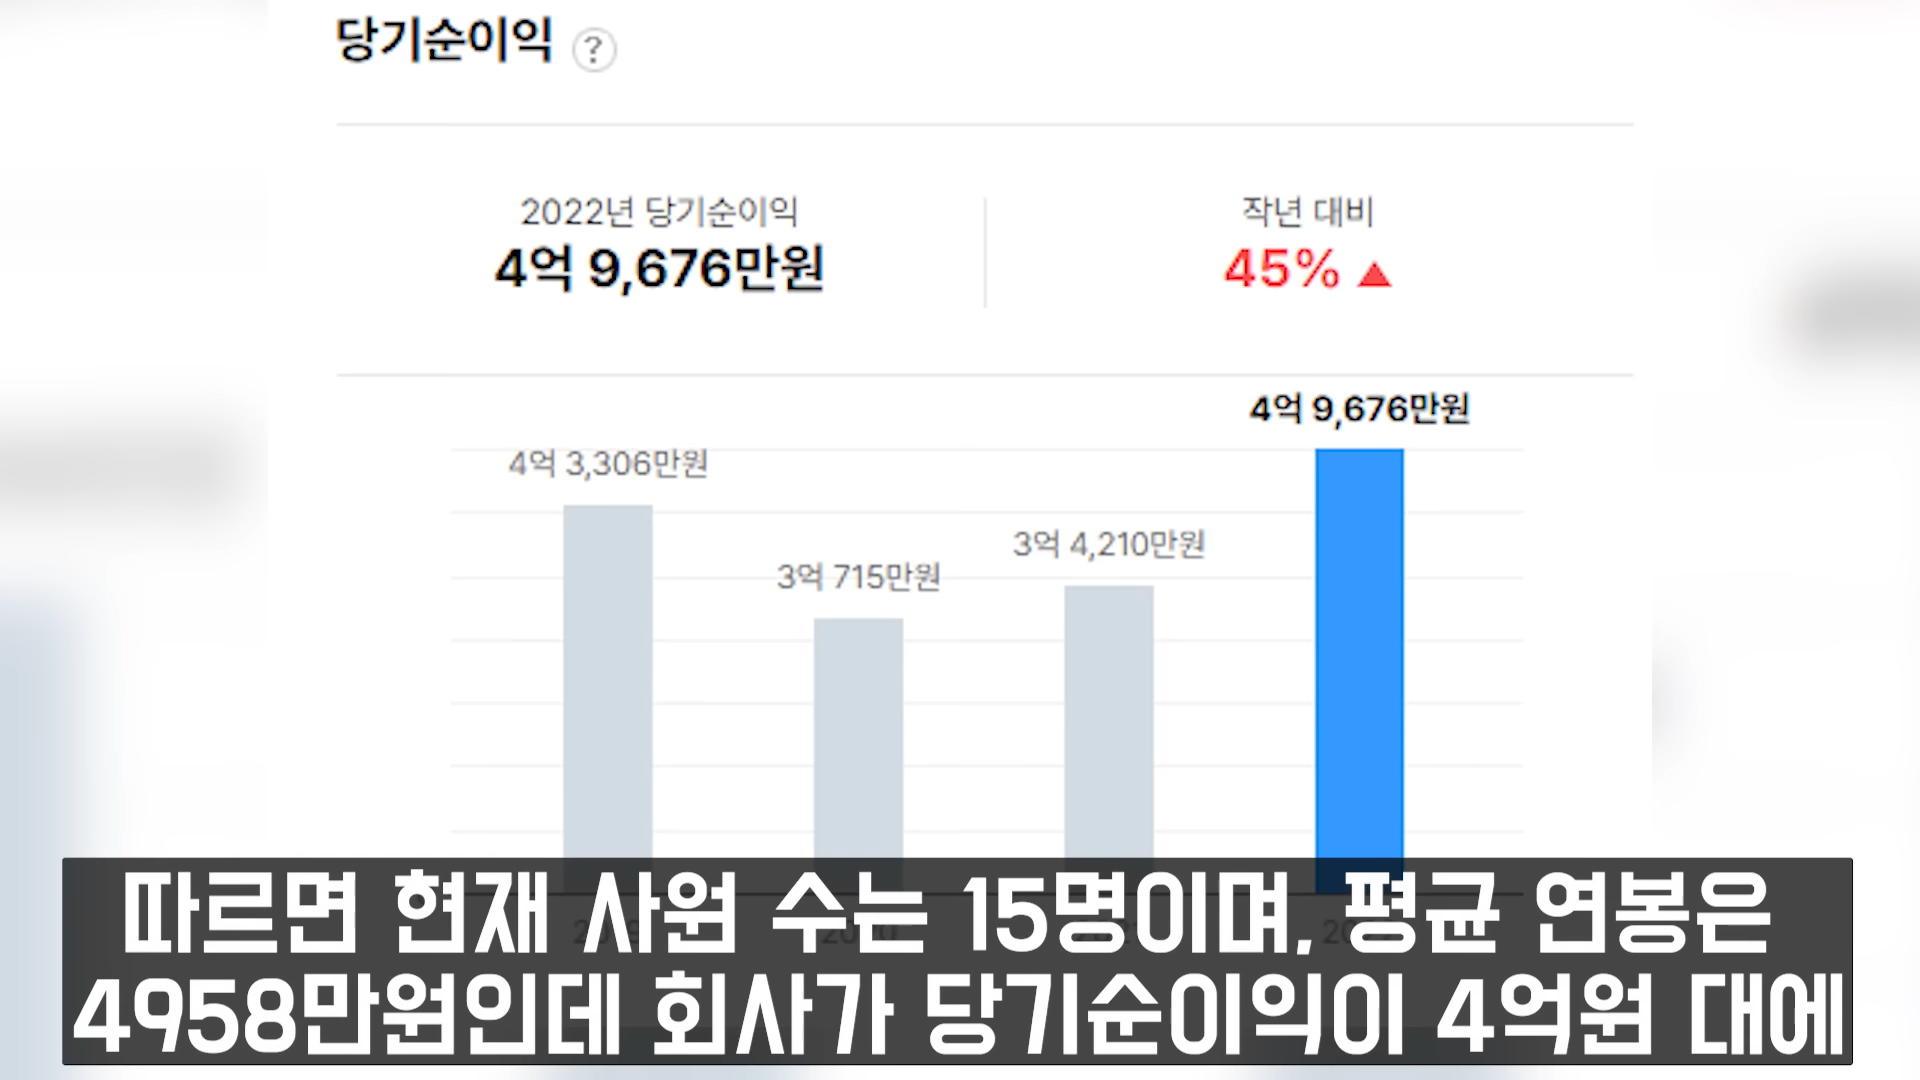 당기순이익 ?
2022년 당기순이익
4억 9,676만원
작년 대비
45% ▲
4억 9,676만원
4억 3,306만원
3억 4,210만원
3억 715만원
따르면 현재 사원 수는 15명이며, 평균 연봉은
4958만원인데 회사가 당기순이익이 4억원 대에